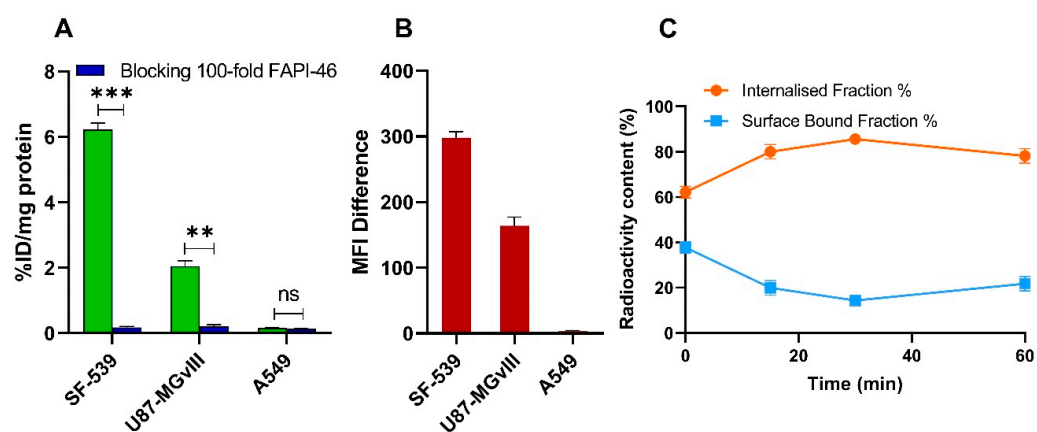 A
Blocking 100-fold FAPI-46
8
6
4
2
0
%ID/mg protein
***
**
ns
SF-539
U87-MGvIII
A549
B
400
300
200
100
0
MFI Difference
SF-539
U87-MGvIII
A549
C
Internalised Fraction %
Surface Bound Fraction %
100
80
60
40
20
0
Radioactivity content (%)
0 20 40 60
Time (min)